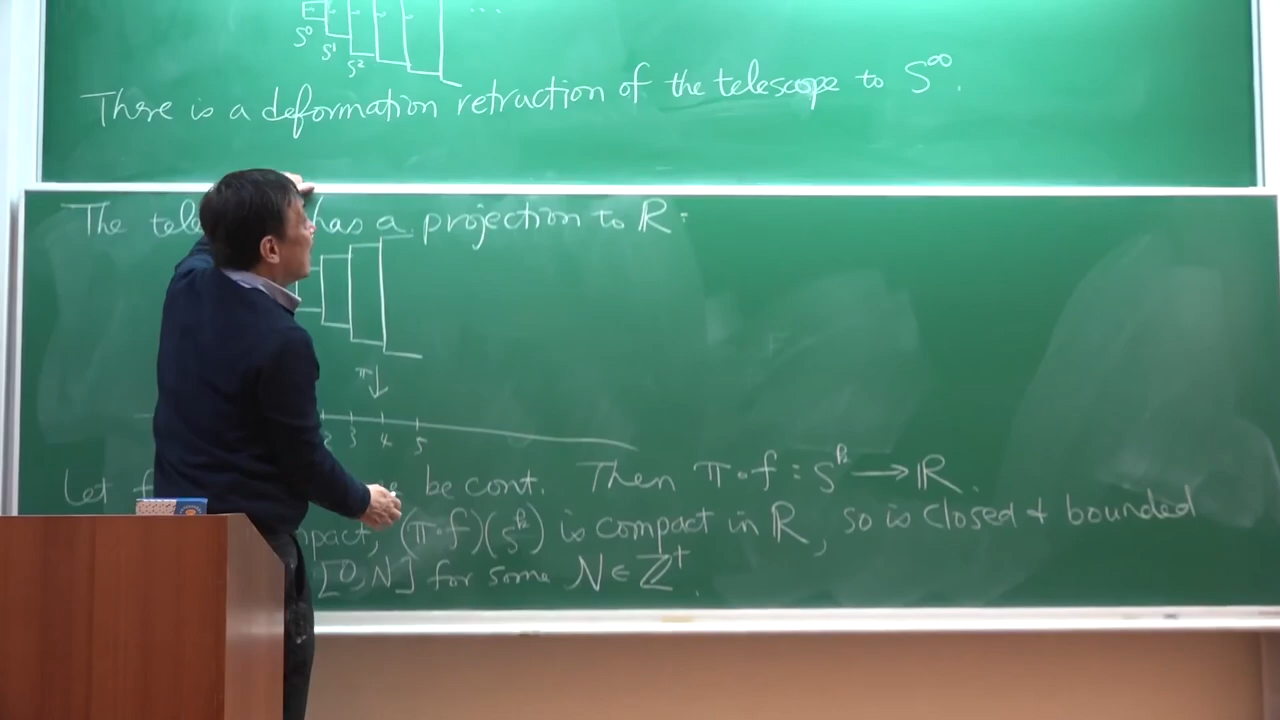 S⁰
S¹
S²
...
There is a deformation retraction of the telescope to S^∞.
The tele has a projection to ℝ:
π↓
2 3 4 5
Let f be cont. Then π∘f : S^k → ℝ.
mpact, (π∘f)(S^k) is compact in ℝ, so is closed & bounded
[0, N] for some N ∈ ℤ⁺.